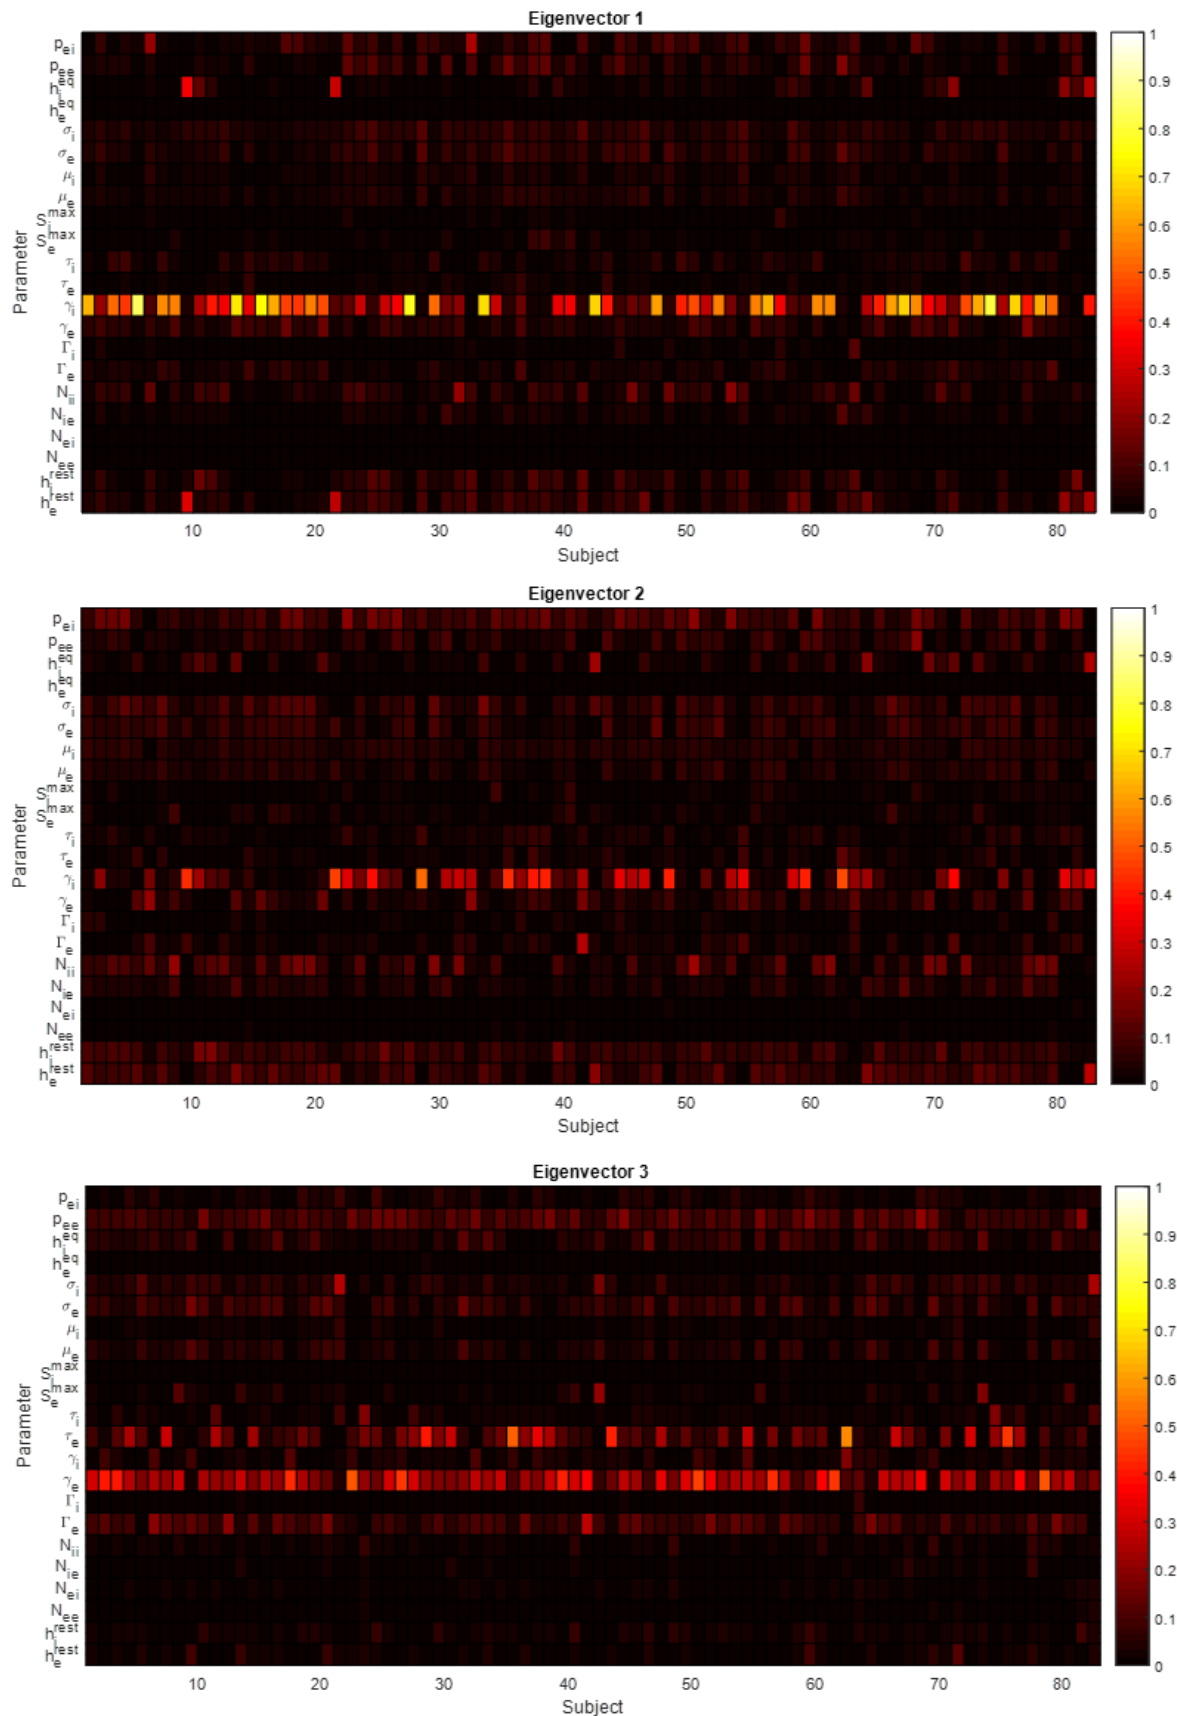 Eigenvector 1
Parameter
p_ei
p_ee
h_i^eq
h_e^eq
σ_i
σ_e
μ_i
μ_e
S_i^max
S_e^max
τ_i
τ_e
γ_i
γ_e
Γ_i
Γ_e
N_ii
N_ie
N_ei
N_ee
h_i^rest
h_e^rest
10 20 30 40 50 60 70 80
Subject
1
0.9
0.8
0.7
0.6
0.5
0.4
0.3
0.2
0.1
0
Eigenvector 2
Parameter
p_ei
p_ee
h_i^eq
h_e^eq
σ_i
σ_e
μ_i
μ_e
S_i^max
S_e^max
τ_i
τ_e
γ_i
γ_e
Γ_i
Γ_e
N_ii
N_ie
N_ei
N_ee
h_i^rest
h_e^rest
10 20 30 40 50 60 70 80
Subject
1
0.9
0.8
0.7
0.6
0.5
0.4
0.3
0.2
0.1
0
Eigenvector 3
Parameter
p_ei
p_ee
h_i^eq
h_e^eq
σ_i
σ_e
μ_i
μ_e
S_i^max
S_e^max
τ_i
τ_e
γ_i
γ_e
Γ_i
Γ_e
N_ii
N_ie
N_ei
N_ee
h_i^rest
h_e^rest
10 20 30 40 50 60 70 80
Subject
1
0.9
0.8
0.7
0.6
0.5
0.4
0.3
0.2
0.1
0